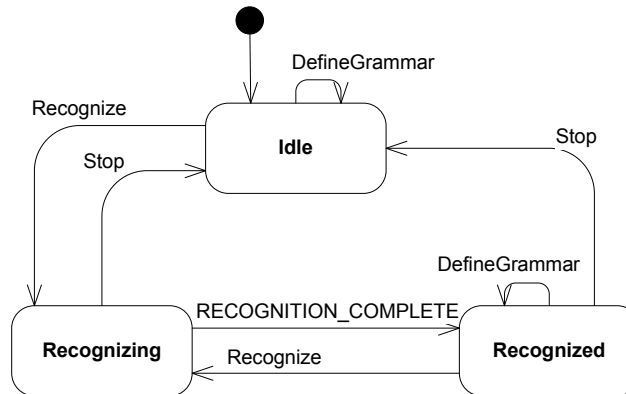 DefineGrammar
Recognize
Idle
Stop
Stop
DefineGrammar
RECOGNITION_COMPLETE
Recognizing
Recognized
Recognize